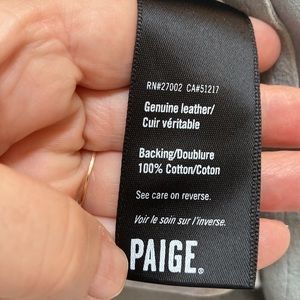 RN#27002 CA#51217
Genuine leather/
Cuir véritable
Backing/Doublure
100% Cotton/Coton
See care on reverse.
Voir le soin sur l'inverse.
PAIGE®